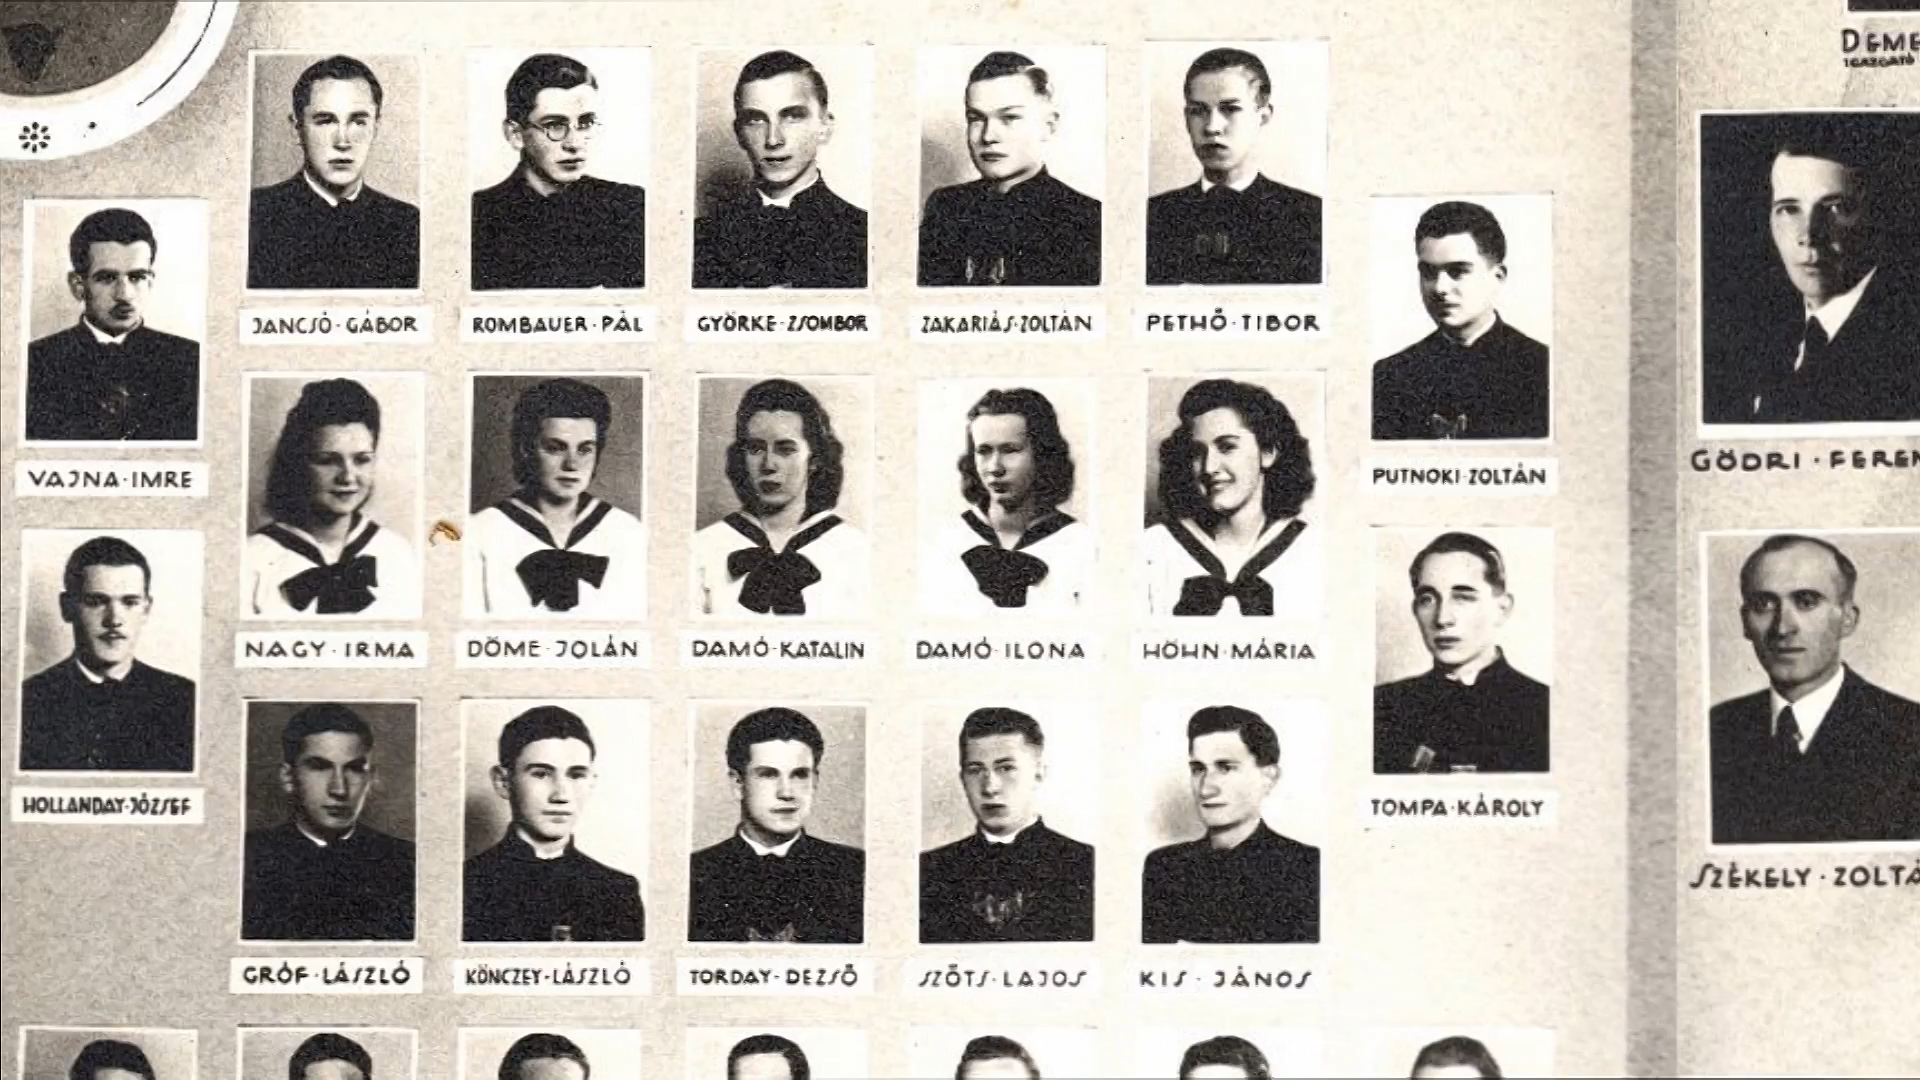 DEME
IGAZGATÓ
JANCSÓ·GÁBOR
ROMBAUER·PÁL
GYÖRKE·ZSOMBOR
ZAKARIÁS·ZOLTÁN
PETHŐ·TIBOR
VAJNA·IMRE
PUTNOKI·ZOLTÁN
GÖDRI·FEREN
NAGY·IRMA
DÖME·JOLÁN
DAMÓ·KATALIN
DAMÓ·ILONA
HÖHN·MÁRIA
HOLLANDAY·JÓZSEF
TOMPA·KÁROLY
SZÉKELY·ZOLTÁ
GRÓF·LÁSZLÓ
KÖNCZEY·LÁSZLÓ
TORDAY·DEZSŐ
SZŐTS·LAJOS
KIS·JÁNOS